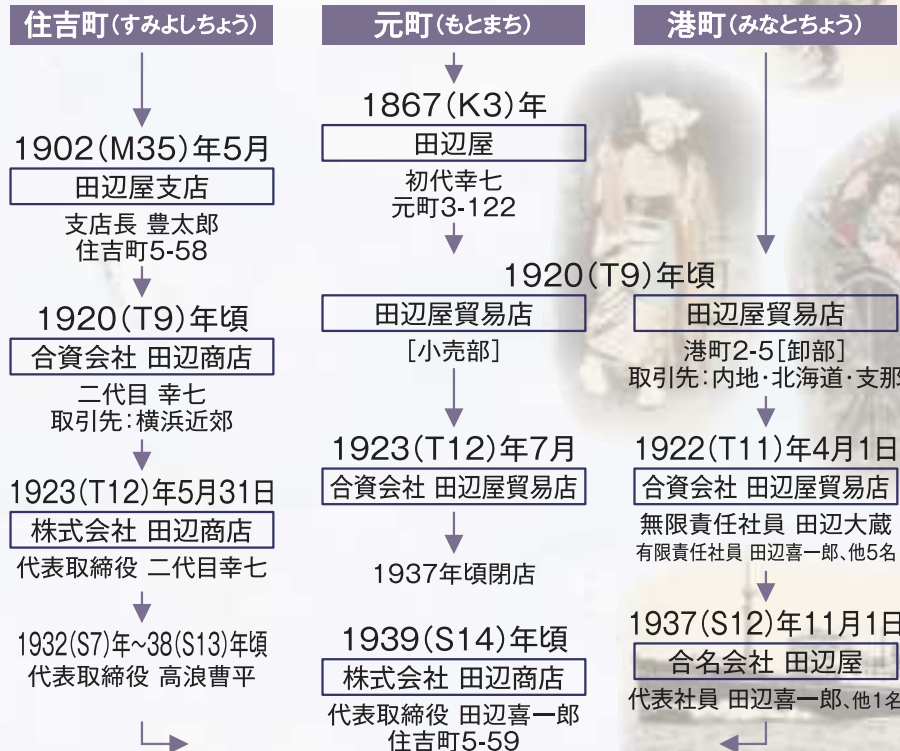 住吉町(すみよしちょう)
1902(M35)年5月
田辺屋支店
支店長 豊太郎
住吉町5-58
1920(T9)年頃
合資会社 田辺商店
二代目 幸七
取引先:横浜近郊
1923(T12)年5月31日
株式会社 田辺商店
代表取締役 二代目幸七
1932(S7)年~38(S13)年頃
代表取締役 高浪曹平
元町(もとまち)
1867(K3)年
田辺屋
初代幸七
元町3-122
1920(T9)年頃
田辺屋貿易店
[小売部]
1923(T12)年7月
合資会社 田辺屋貿易店
1937年頃閉店
1939(S14)年頃
株式会社 田辺商店
代表取締役 田辺喜一郎
住吉町5-59
港町(みなとちょう)
田辺屋貿易店
港町2-5[卸部]
取引先:内地・北海道・支那
1922(T11)年4月1日
合資会社 田辺屋貿易店
無限責任社員 田辺大蔵
有限責任社員 田辺喜一郎、他5名
1937(S12)年11月1日
合名会社 田辺屋
代表社員 田辺喜一郎、他1名